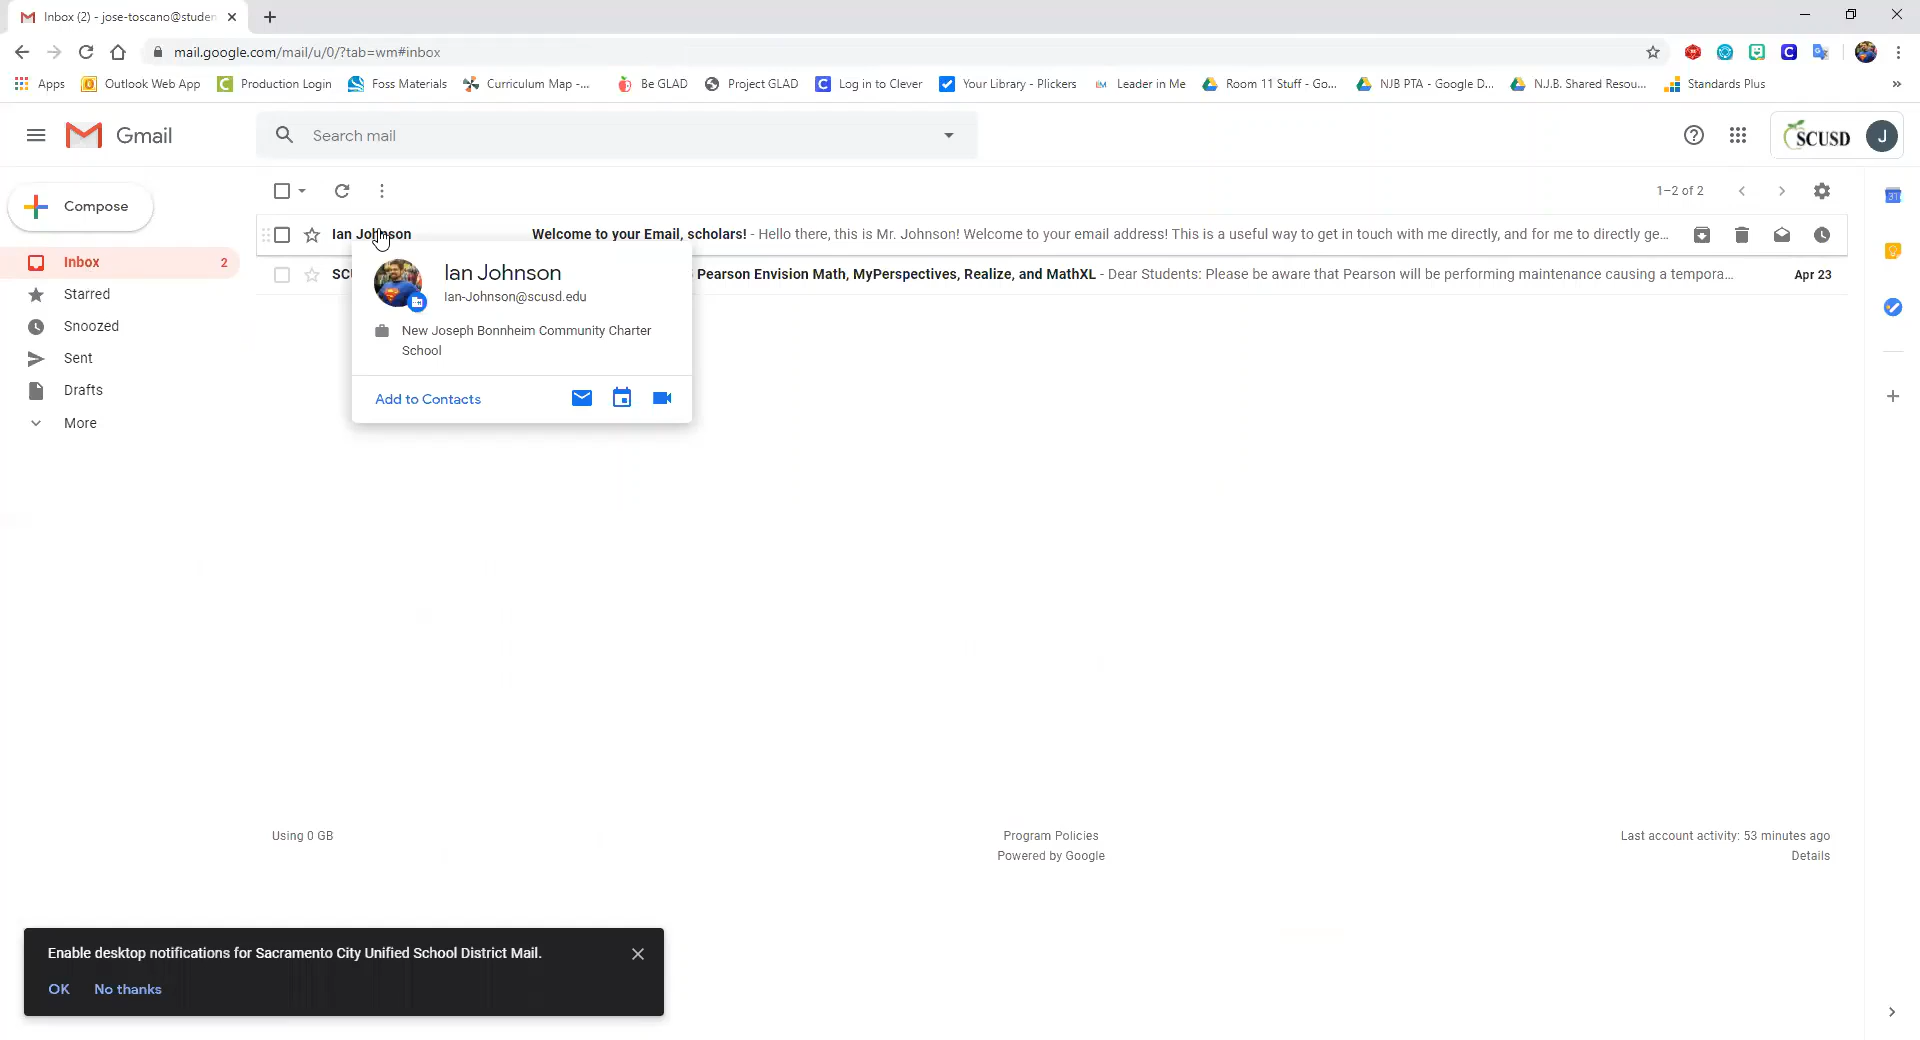 Inbox (2) - jose-toscano@studen
mail.google.com/mail/u/0/?tab=wm#inbox
Apps Outlook Web App Production Login Foss Materials Curriculum Map -... Be GLAD Project GLAD Log in to Clever Your Library - Plickers Leader in Me Room 11 Stuff - Go... NJB PTA - Google D... N.J.B. Shared Resou... Standards Plus »
Gmail Search mail SCUSD J
1–2 of 2
Compose
Ian Johnson Welcome to your Email, scholars! - Hello there, this is Mr. Johnson! Welcome to your email address! This is a useful way to get in touch with me directly, and for me to directly ge...
Inbox 2
SCU Pearson Envision Math, MyPerspectives, Realize, and MathXL - Dear Students: Please be aware that Pearson will be performing maintenance causing a tempora... Apr 23
Ian Johnson
Ian-Johnson@scusd.edu
New Joseph Bonnheim Community Charter
School
Add to Contacts
Starred
Snoozed
Sent
Drafts
More
31
Using 0 GB
Program Policies
Powered by Google
Last account activity: 53 minutes ago
Details
Enable desktop notifications for Sacramento City Unified School District Mail.
OK No thanks